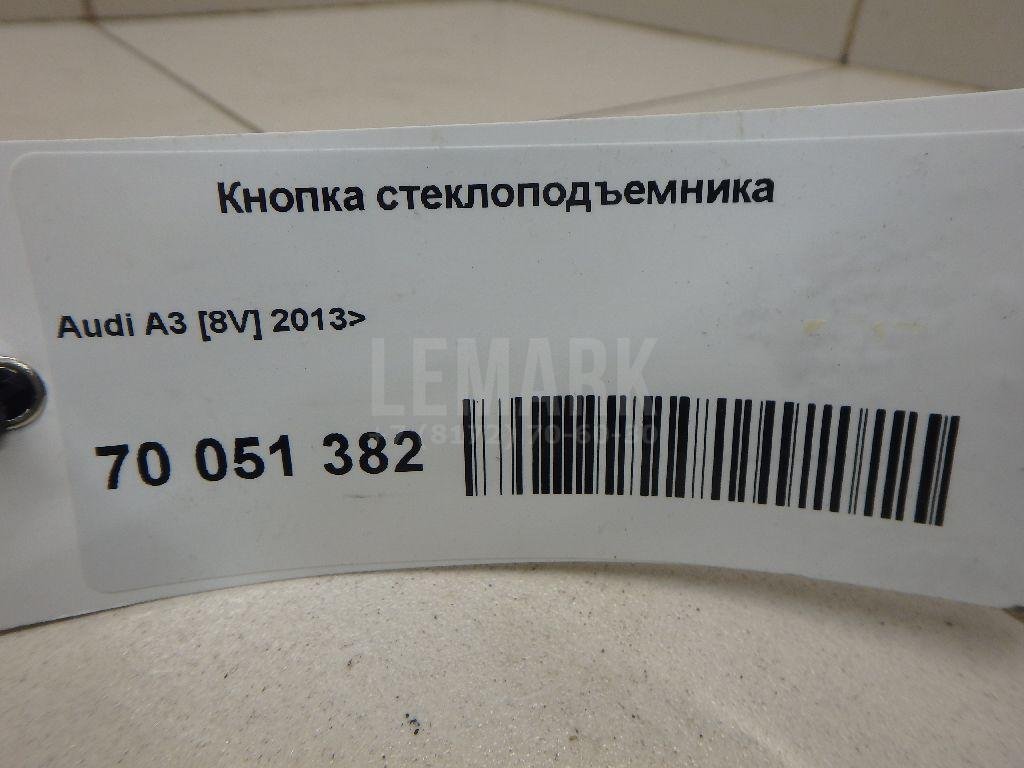 Кнопка стеклоподъемника
Audi A3 [8V] 2013>
LEMARK
70 051 382